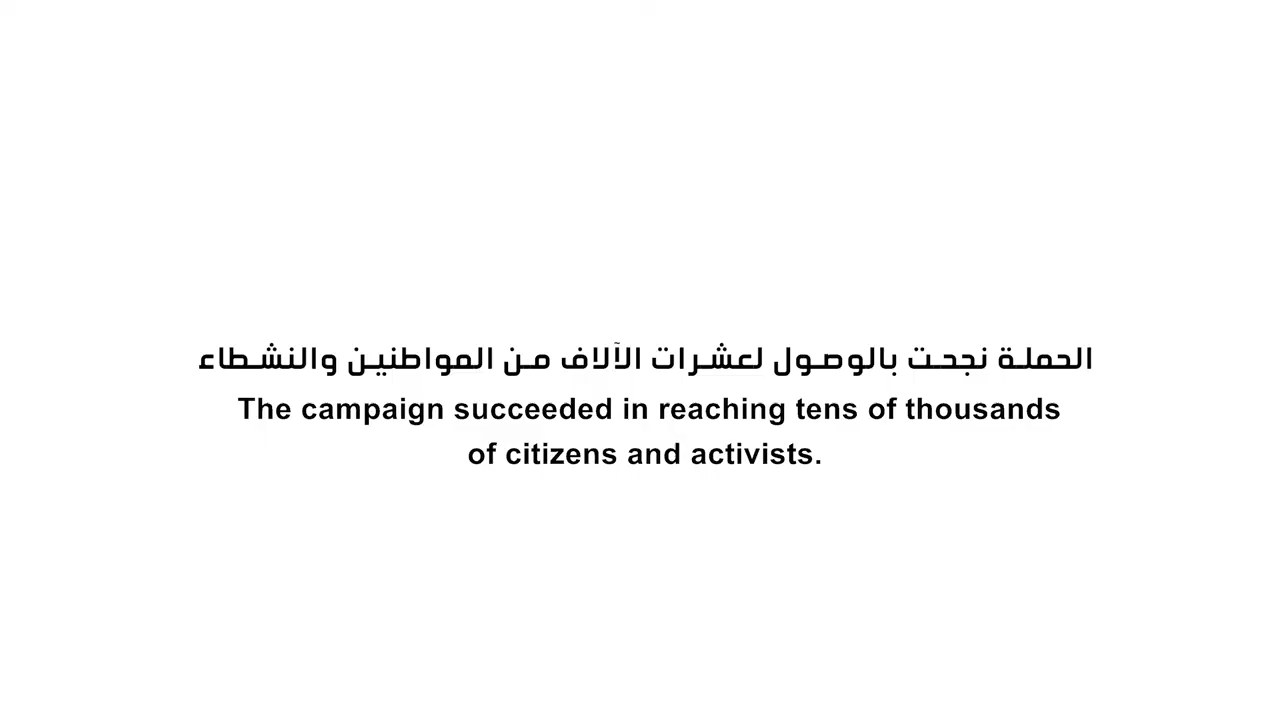 الحملة نجحت بالوصول لعشرات الآلاف من المواطنين والنشطاء
The campaign succeeded in reaching tens of thousands
of citizens and activists.